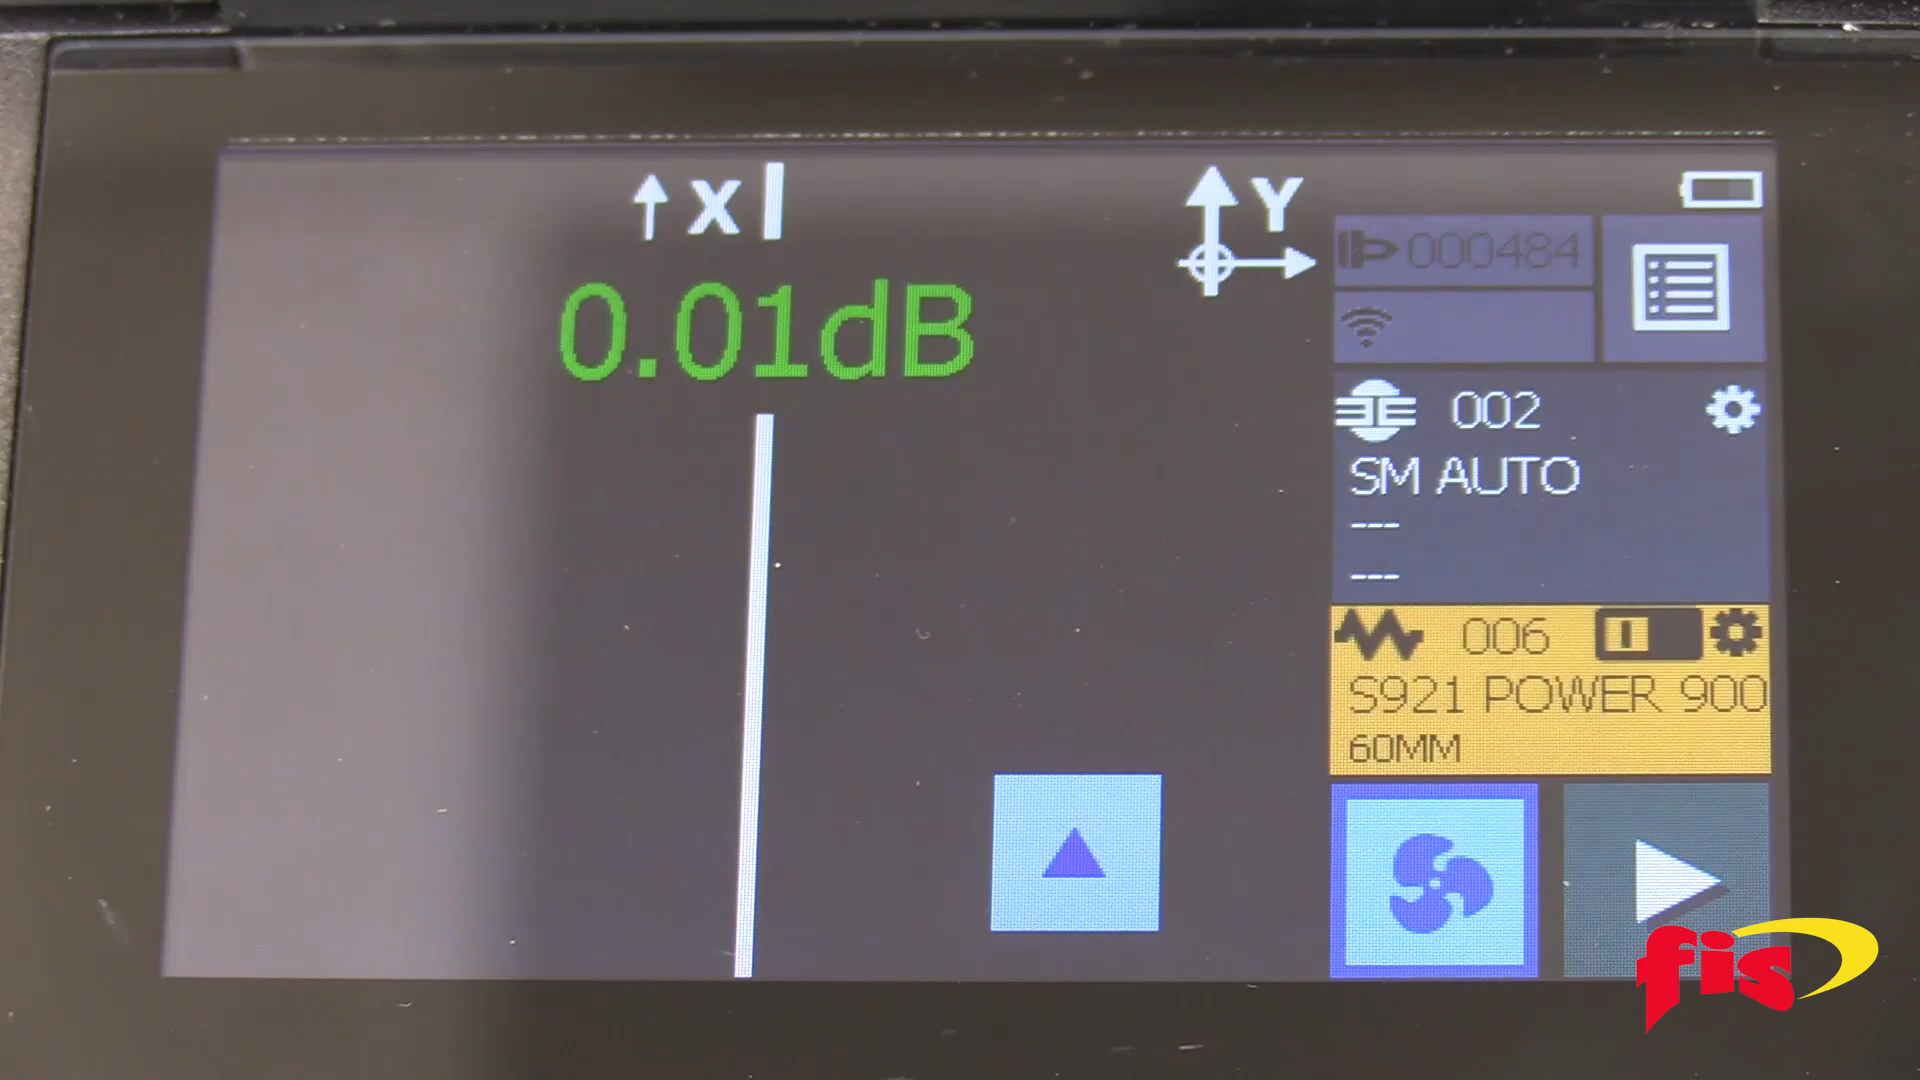 X
Y
0.01dB
000484
002
SM AUTO
---
---
006
S921 POWER 900
60MM
fis